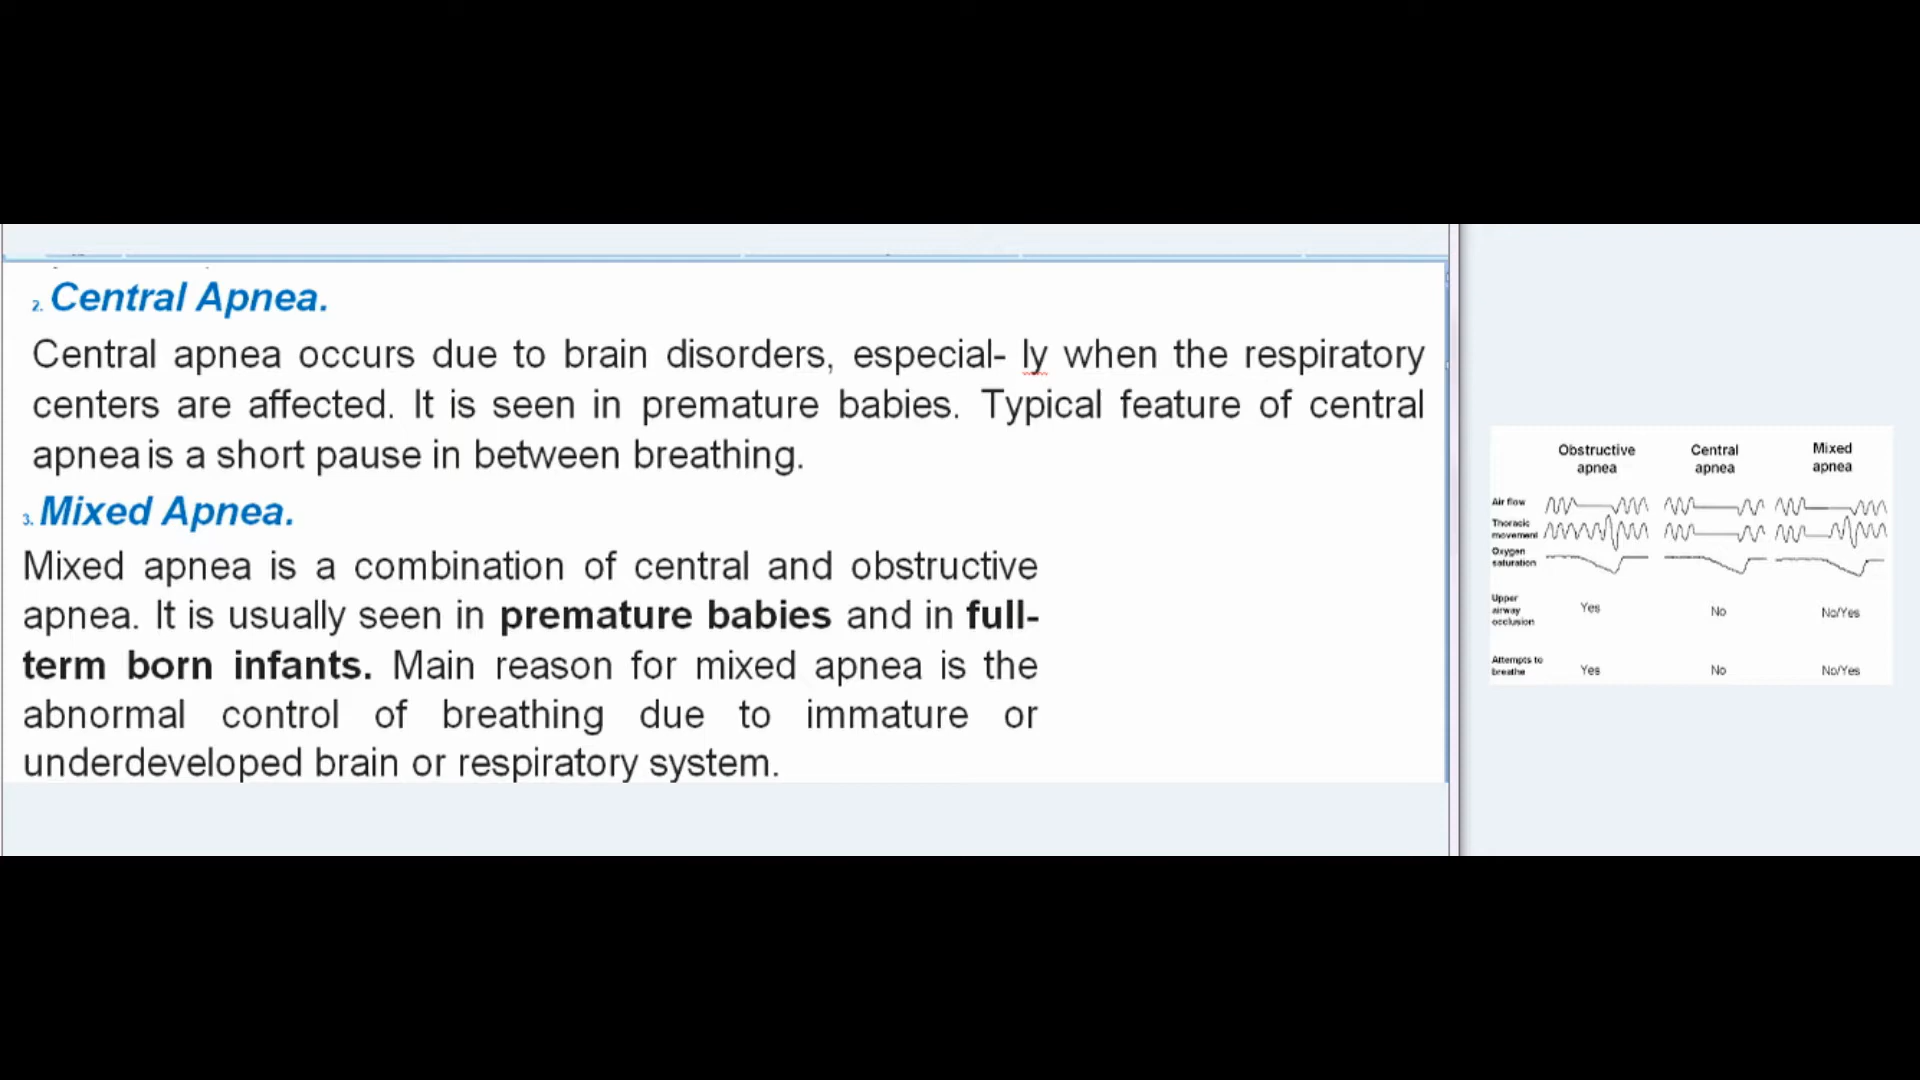 2. Central Apnea.
Central apnea occurs due to brain disorders, especial- ly when the respiratory
centers are affected. It is seen in premature babies. Typical feature of central
apnea is a short pause in between breathing.
3. Mixed Apnea.
Mixed apnea is a combination of central and obstructive
apnea. It is usually seen in premature babies and in full-
term born infants. Main reason for mixed apnea is the
abnormal control of breathing due to immature or
underdeveloped brain or respiratory system.
Obstructive Central Mixed
apnea apnea apnea
Air flow
Thoracic
movement
Oxygen
saturation
Upper
airway Yes No No/Yes
occlusion
Attempts to
breathe Yes No No/Yes